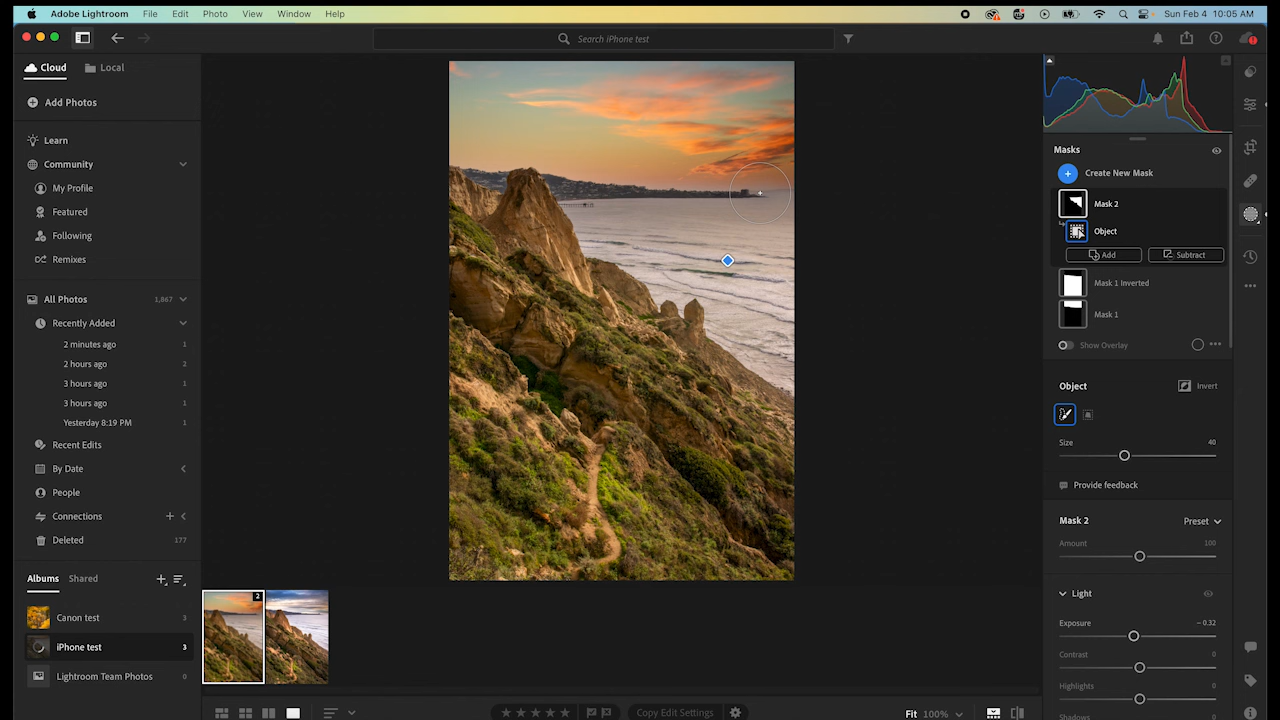 Adobe Lightroom File Edit Photo View Window Help Sun Feb 4 10:05 AM
Search iPhone test
Cloud Local
Add Photos
Learn
Community
My Profile
Featured
Following
Remixes
All Photos 1,867
Recently Added
2 minutes ago 1
2 hours ago 2
3 hours ago 1
3 hours ago 1
Yesterday 8:19 PM 1
Recent Edits
By Date
People
Connections
Deleted 177
Albums Shared
Canon test 3
iPhone test 3
Lightroom Team Photos 0
2
Copy Edit Settings
Fit 100%
Masks
Create New Mask
Mask 2
Object
Add Subtract
Mask 1 Inverted
Mask 1
Show Overlay
Object Invert
Size 40
Provide feedback
Mask 2 Preset
Amount 100
Light
Exposure – 0.32
Contrast 0
Highlights 0
Shadows